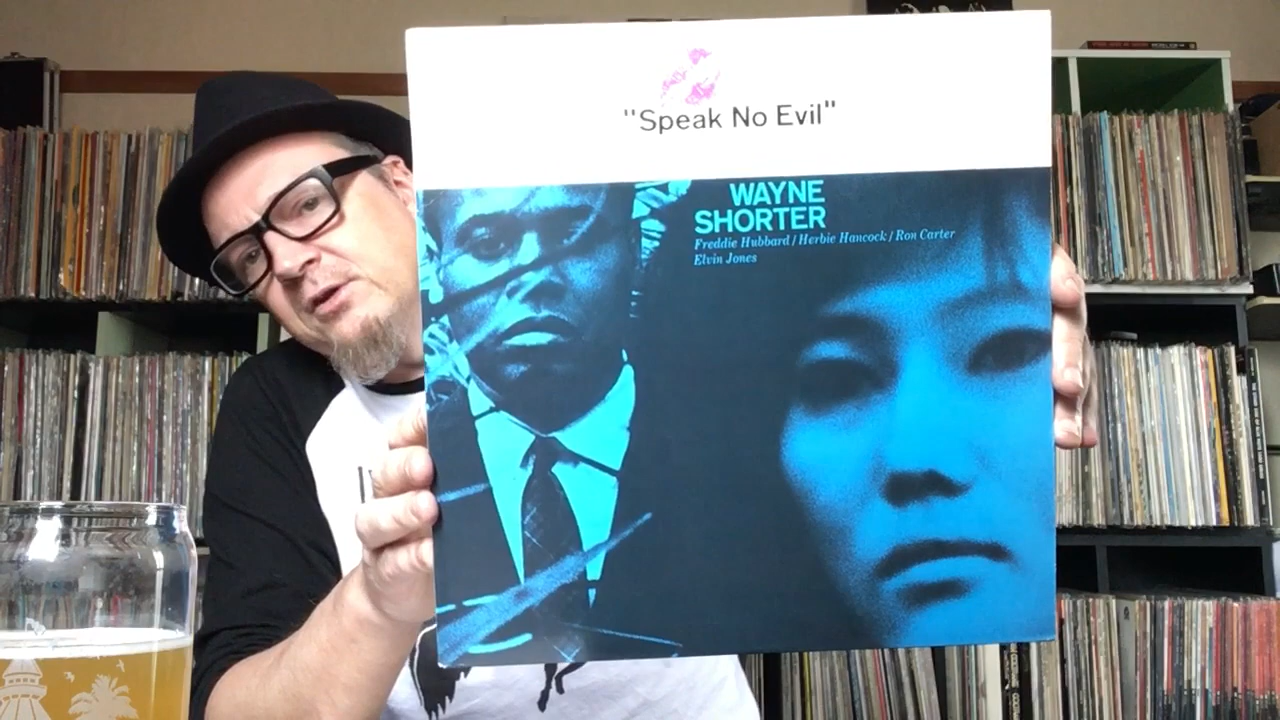 "Speak No Evil"
WAYNE
SHORTER
Freddie Hubbard / Herbie Hancock / Ron Carter
Elvin Jones